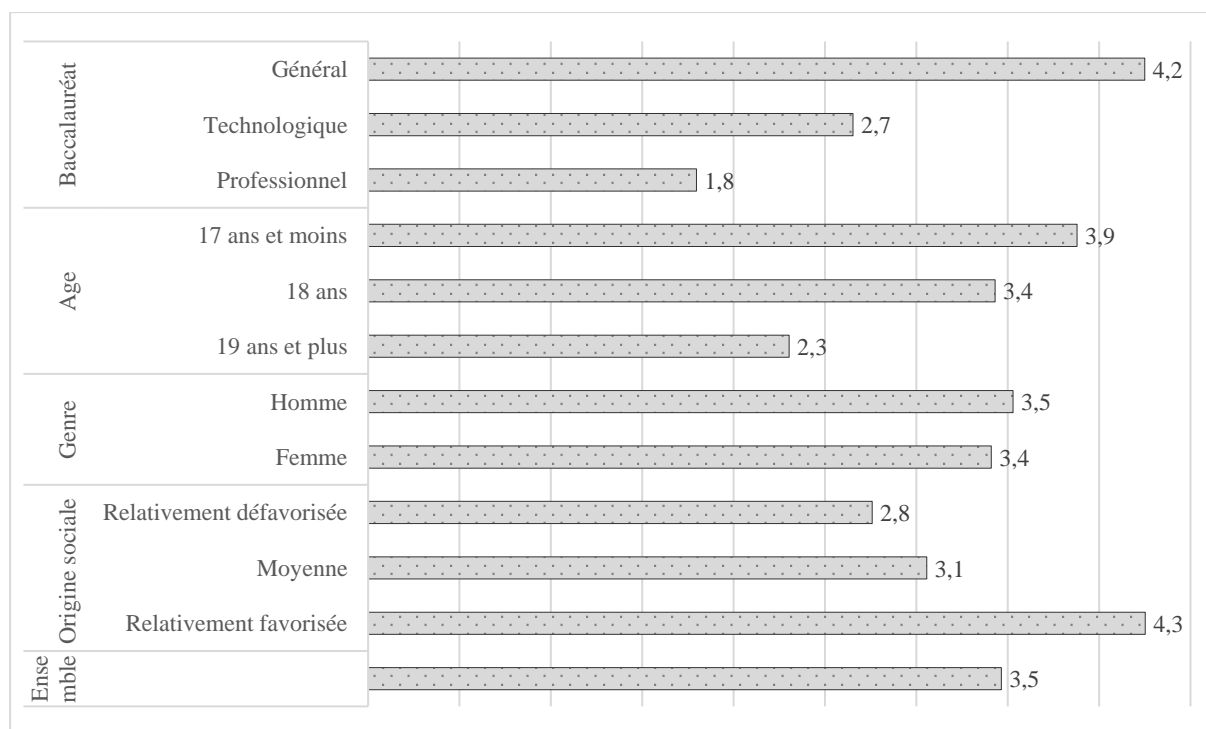 Baccalauréat
Général
4,2
Technologique
2,7
Professionnel
1,8
Age
17 ans et moins
3,9
18 ans
3,4
19 ans et plus
2,3
Genre
Homme
3,5
Femme
3,4
Origine sociale
Relativement défavorisée
2,8
Moyenne
3,1
Relativement favorisée
4,3
Ense
mble
3,5